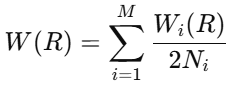 W(R) = \sum_{i=1}^{M} \frac{W_i(R)}{2N_i}